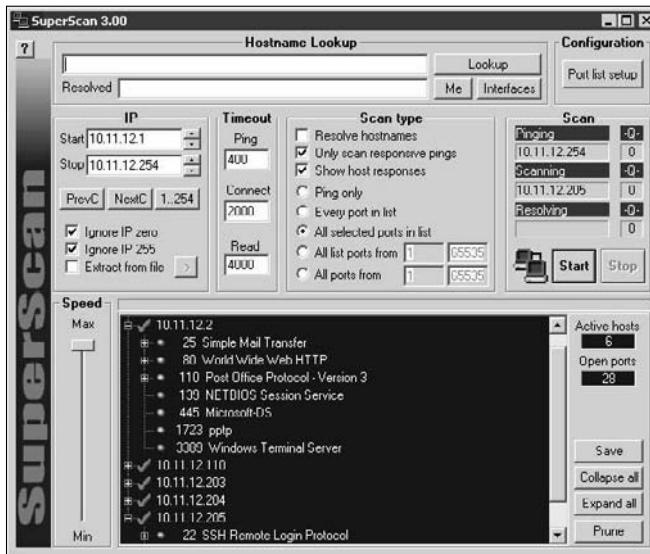 SuperScan 3.00
?
Hostname Lookup
Lookup
Resolved
Me
Interfaces
Configuration
Port list setup
IP
Start 10.11.12.1
Stop 10.11.12.254
PrevC
NextC
1..254
Ignore IP zero
Ignore IP 255
Extract from file
>
Timeout
Ping
400
Connect
2000
Read
4000
Scan type
Resolve hostnames
Only scan responsive pings
Show host responses
Ping only
Every port in list
All selected ports in list
All list ports from 1 65535
All ports from 1 65535
Scan
Pinging -Q-
10.11.12.254 0
Scanning -Q-
10.11.12.205 0
Resolving -Q-
0
Start
Stop
SuperScan
Speed
Max
Min
10.11.12.2
25 Simple Mail Transfer
80 World Wide Web HTTP
110 Post Office Protocol - Version 3
139 NETBIOS Session Service
445 Microsoft-DS
1723 pptp
3389 Windows Terminal Server
10.11.12.110
10.11.12.203
10.11.12.204
10.11.12.205
22 SSH Remote Login Protocol
Active hosts
6
Open ports
28
Save
Collapse all
Expand all
Prune